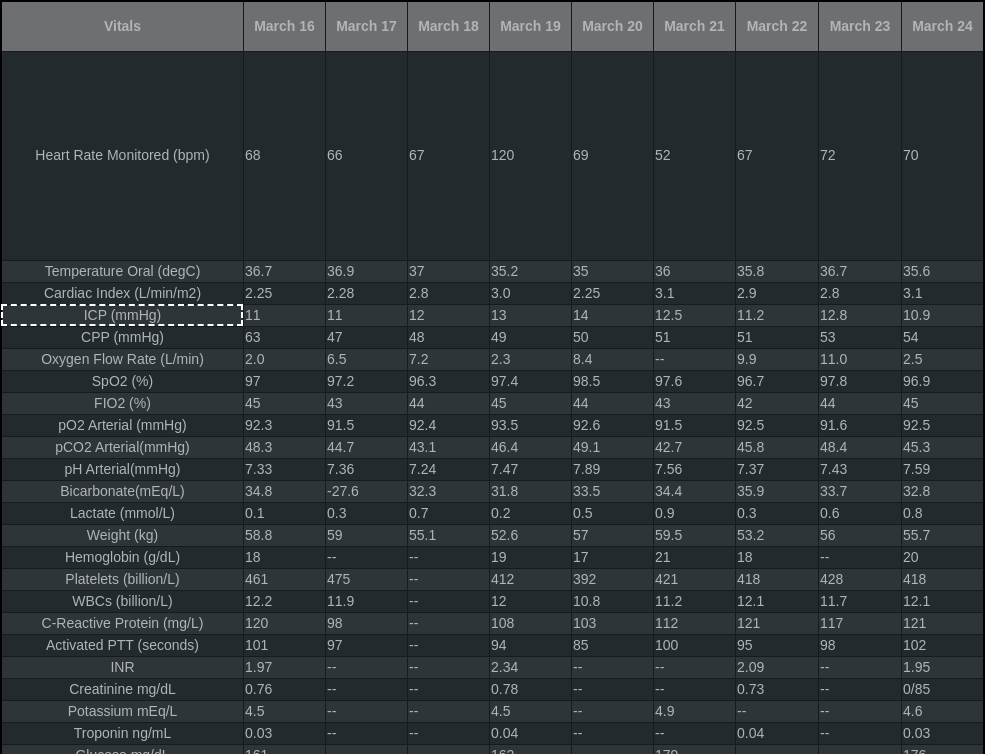 Vitals March 16 March 17 March 18 March 19 March 20 March 21 March 22 March 23 March 24
Heart Rate Monitored (bpm) 68 66 67 120 69 52 67 72 70
Temperature Oral (degC) 36.7 36.9 37 35.2 35 36 35.8 36.7 35.6
Cardiac Index (L/min/m2) 2.25 2.28 2.8 3.0 2.25 3.1 2.9 2.8 3.1
ICP (mmHg) 11 11 12 13 14 12.5 11.2 12.8 10.9
CPP (mmHg) 63 47 48 49 50 51 51 53 54
Oxygen Flow Rate (L/min) 2.0 6.5 7.2 2.3 8.4 -- 9.9 11.0 2.5
SpO2 (%) 97 97.2 96.3 97.4 98.5 97.6 96.7 97.8 96.9
FIO2 (%) 45 43 44 45 44 43 42 44 45
pO2 Arterial (mmHg) 92.3 91.5 92.4 93.5 92.6 91.5 92.5 91.6 92.5
pCO2 Arterial(mmHg) 48.3 44.7 43.1 46.4 49.1 42.7 45.8 48.4 45.3
pH Arterial(mmHg) 7.33 7.36 7.24 7.47 7.89 7.56 7.37 7.43 7.59
Bicarbonate(mEq/L) 34.8 -27.6 32.3 31.8 33.5 34.4 35.9 33.7 32.8
Lactate (mmol/L) 0.1 0.3 0.7 0.2 0.5 0.9 0.3 0.6 0.8
Weight (kg) 58.8 59 55.1 52.6 57 59.5 53.2 56 55.7
Hemoglobin (g/dL) 18 -- -- 19 17 21 18 -- 20
Platelets (billion/L) 461 475 -- 412 392 421 418 428 418
WBCs (billion/L) 12.2 11.9 -- 12 10.8 11.2 12.1 11.7 12.1
C-Reactive Protein (mg/L) 120 98 -- 108 103 112 121 117 121
Activated PTT (seconds) 101 97 -- 94 85 100 95 98 102
INR 1.97 -- -- 2.34 -- -- 2.09 -- 1.95
Creatinine mg/dL 0.76 -- -- 0.78 -- -- 0.73 -- 0/85
Potassium mEq/L 4.5 -- -- 4.5 -- 4.9 -- -- 4.6
Troponin ng/mL 0.03 -- -- 0.04 -- -- 0.04 -- 0.03
Glucose mg/dL 161